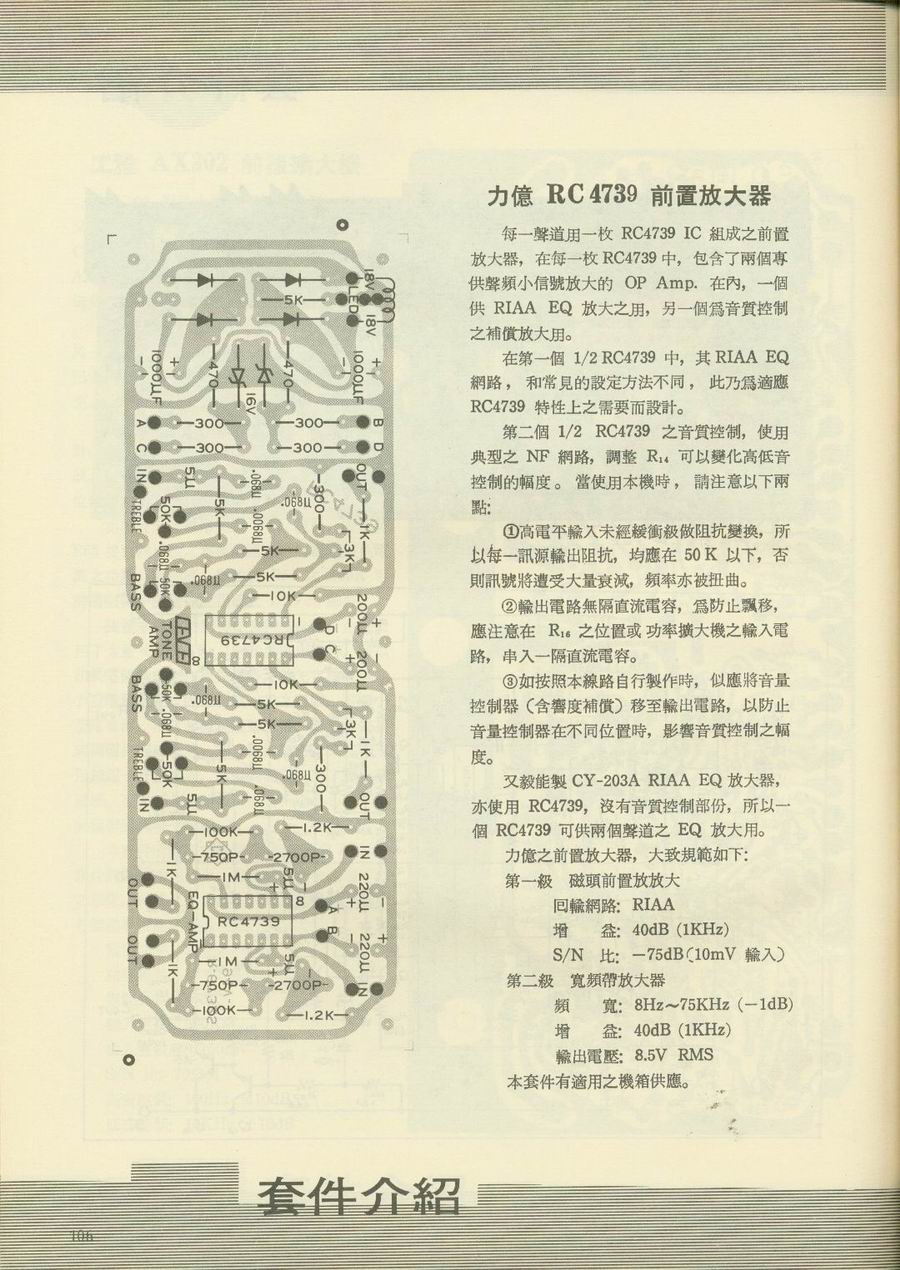 力億 RC4739 前置放大器
每一聲道用一枚 RC4739 IC 組成之前置
放大器，在每一枚 RC4739 中，包含了兩個專
供聲頻小信號放大的 OP Amp. 在內，一個
供 RIAA EQ 放大之用，另一個爲音質控制
之補償放大用。
在第一個 1/2 RC4739 中，其 RIAA EQ
網路，和常見的設定方法不同，此乃爲適應
RC4739 特性上之需要而設計。
第二個 1/2 RC4739 之音質控制，使用
典型之 NF 網路，調整 R₁₄ 可以變化高低音
控制的幅度。當使用本機時，請注意以下兩
點：
①高電平輸入未經緩衝級做阻抗變換，所
以每一訊源輸出阻抗，均應在 50 K 以下，否
則訊號將遭受大量衰減，頻率亦被扭曲。
②輸出電路無隔直流電容，爲防止飄移，
應注意在 R₁₆ 之位置或功率擴大機之輸入電
路，串入一隔直流電容。
③如按照本線路自行製作時，似應將音量
控制器（含響度補償）移至輸出電路，以防止
音量控制器在不同位置時，影響音質控制之幅
度。
又毅能製 CY-203A RIAA EQ 放大器，
亦使用 RC4739，沒有音質控制部份，所以一
個 RC4739 可供兩個聲道之 EQ 放大用。
力億之前置放大器，大致規範如下：
第一級 磁頭前置放放大
回輸網路：RIAA
增 益：40dB (1KHz)
S/N 比：−75dB（10mV 輸入）
第二級 寬頻帶放大器
頻 寬：8Hz～75KHz (−1dB)
增 益：40dB (1KHz)
輸出電壓：8.5V RMS
本套件有適用之機箱供應。
18V
LED
18V
5K
1000μF
+
-
470
16V
470
1000μF
+
-
A
300
300
B
C
300
300
D
IN
5μ
5K
.0068μ
.068μ
300
OUT
TREBLE
50K
.068μ
.0068μ
1K
3K
5K
BASS
50K
.068μ
5K
10K
200μ
+
-
LEVE
TONE
AMP
8
RC4739
D
C
200μ
+
-
10K
BASS
50K
.068μ
.068μ
5K
5K
3K
1K
TREBLE
50K
.068μ
5K
.0068μ
.068μ
300
IN
5μ
.0068μ
OUT
100K
1.2K
750P
2700P
IN
1K
1M
5μ
220μ
+
-
OUT
EQ-AMP
RC4739
8
A
B
OUT
1K
1M
5μ
220μ
+
-
750P
2700P
IN
100K
1.2K
套件介紹
108